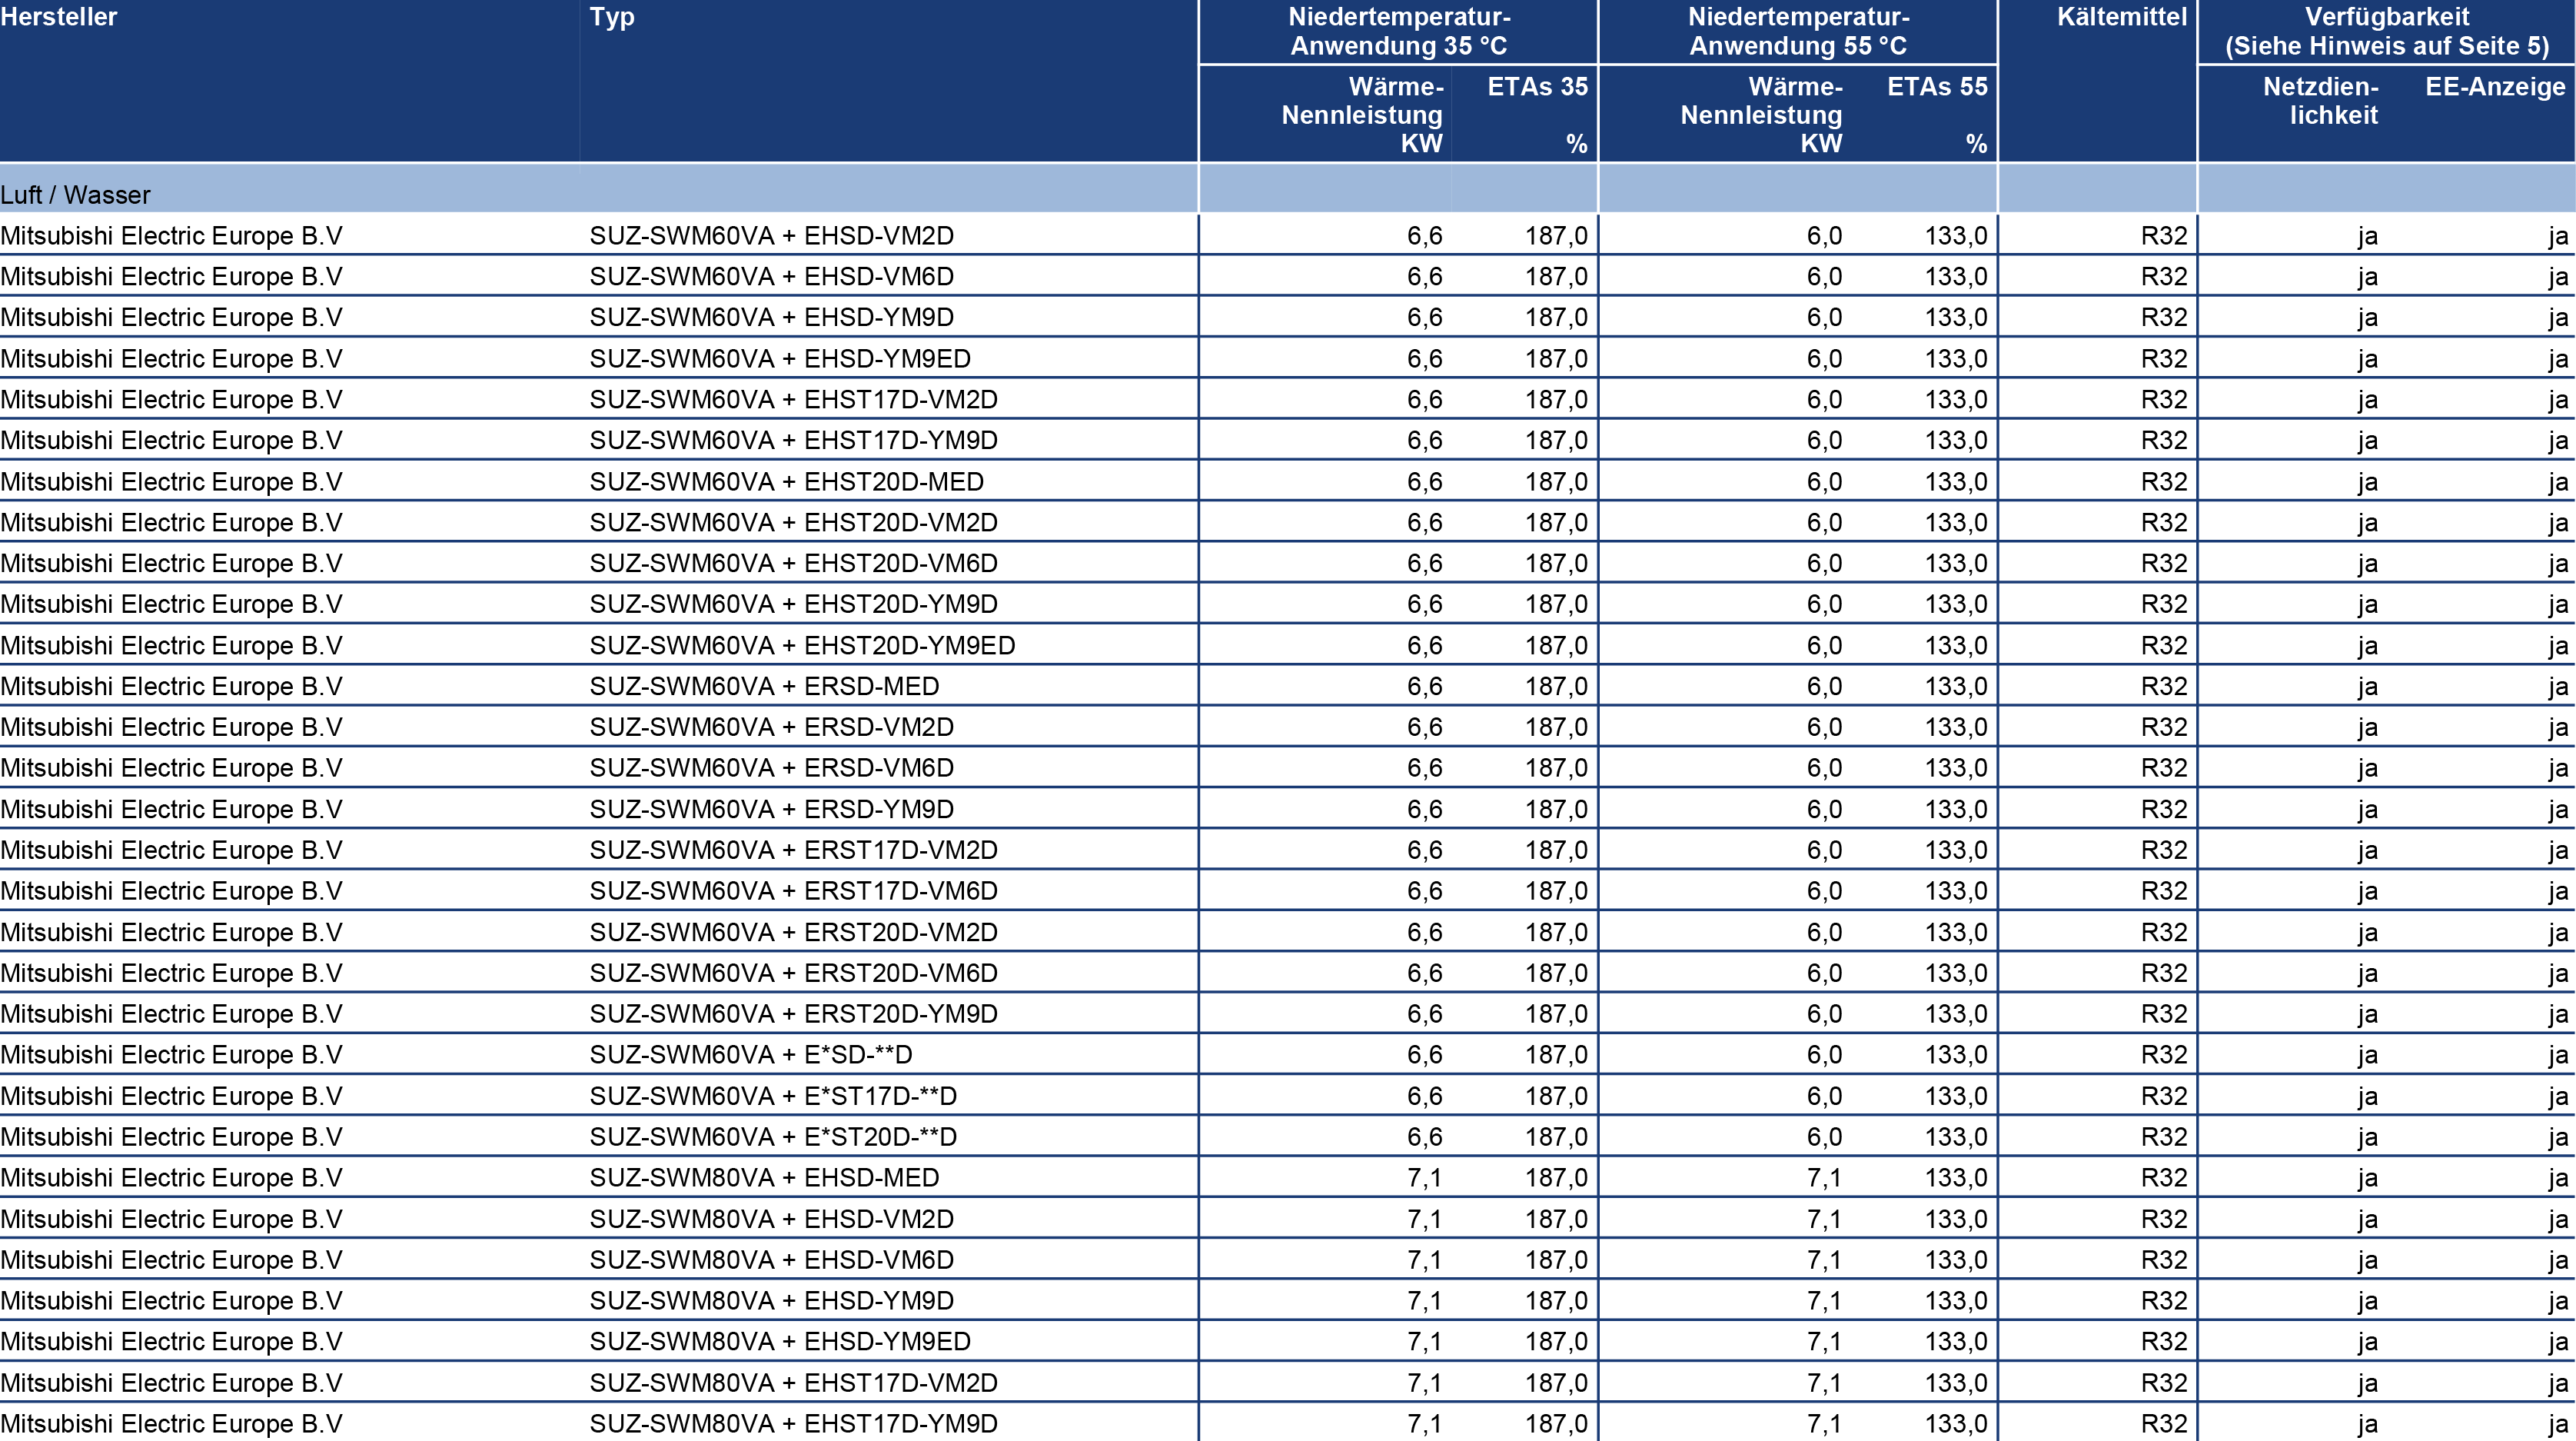 Hersteller Typ Niedertemperatur- Niedertemperatur- Kältemittel Verfügbarkeit
Anwendung 35 °C Anwendung 55 °C (Siehe Hinweis auf Seite 5)
Wärme- ETAs 35 Wärme- ETAs 55 Netzdien- EE-Anzeige
Nennleistung Nennleistung lichkeit
KW % KW %
Luft / Wasser
Mitsubishi Electric Europe B.V SUZ-SWM60VA + EHSD-VM2D 6,6 187,0 6,0 133,0 R32 ja ja
Mitsubishi Electric Europe B.V SUZ-SWM60VA + EHSD-VM6D 6,6 187,0 6,0 133,0 R32 ja ja
Mitsubishi Electric Europe B.V SUZ-SWM60VA + EHSD-YM9D 6,6 187,0 6,0 133,0 R32 ja ja
Mitsubishi Electric Europe B.V SUZ-SWM60VA + EHSD-YM9ED 6,6 187,0 6,0 133,0 R32 ja ja
Mitsubishi Electric Europe B.V SUZ-SWM60VA + EHST17D-VM2D 6,6 187,0 6,0 133,0 R32 ja ja
Mitsubishi Electric Europe B.V SUZ-SWM60VA + EHST17D-YM9D 6,6 187,0 6,0 133,0 R32 ja ja
Mitsubishi Electric Europe B.V SUZ-SWM60VA + EHST20D-MED 6,6 187,0 6,0 133,0 R32 ja ja
Mitsubishi Electric Europe B.V SUZ-SWM60VA + EHST20D-VM2D 6,6 187,0 6,0 133,0 R32 ja ja
Mitsubishi Electric Europe B.V SUZ-SWM60VA + EHST20D-VM6D 6,6 187,0 6,0 133,0 R32 ja ja
Mitsubishi Electric Europe B.V SUZ-SWM60VA + EHST20D-YM9D 6,6 187,0 6,0 133,0 R32 ja ja
Mitsubishi Electric Europe B.V SUZ-SWM60VA + EHST20D-YM9ED 6,6 187,0 6,0 133,0 R32 ja ja
Mitsubishi Electric Europe B.V SUZ-SWM60VA + ERSD-MED 6,6 187,0 6,0 133,0 R32 ja ja
Mitsubishi Electric Europe B.V SUZ-SWM60VA + ERSD-VM2D 6,6 187,0 6,0 133,0 R32 ja ja
Mitsubishi Electric Europe B.V SUZ-SWM60VA + ERSD-VM6D 6,6 187,0 6,0 133,0 R32 ja ja
Mitsubishi Electric Europe B.V SUZ-SWM60VA + ERSD-YM9D 6,6 187,0 6,0 133,0 R32 ja ja
Mitsubishi Electric Europe B.V SUZ-SWM60VA + ERST17D-VM2D 6,6 187,0 6,0 133,0 R32 ja ja
Mitsubishi Electric Europe B.V SUZ-SWM60VA + ERST17D-VM6D 6,6 187,0 6,0 133,0 R32 ja ja
Mitsubishi Electric Europe B.V SUZ-SWM60VA + ERST20D-VM2D 6,6 187,0 6,0 133,0 R32 ja ja
Mitsubishi Electric Europe B.V SUZ-SWM60VA + ERST20D-VM6D 6,6 187,0 6,0 133,0 R32 ja ja
Mitsubishi Electric Europe B.V SUZ-SWM60VA + ERST20D-YM9D 6,6 187,0 6,0 133,0 R32 ja ja
Mitsubishi Electric Europe B.V SUZ-SWM60VA + E*SD-**D 6,6 187,0 6,0 133,0 R32 ja ja
Mitsubishi Electric Europe B.V SUZ-SWM60VA + E*ST17D-**D 6,6 187,0 6,0 133,0 R32 ja ja
Mitsubishi Electric Europe B.V SUZ-SWM60VA + E*ST20D-**D 6,6 187,0 6,0 133,0 R32 ja ja
Mitsubishi Electric Europe B.V SUZ-SWM80VA + EHSD-MED 7,1 187,0 7,1 133,0 R32 ja ja
Mitsubishi Electric Europe B.V SUZ-SWM80VA + EHSD-VM2D 7,1 187,0 7,1 133,0 R32 ja ja
Mitsubishi Electric Europe B.V SUZ-SWM80VA + EHSD-VM6D 7,1 187,0 7,1 133,0 R32 ja ja
Mitsubishi Electric Europe B.V SUZ-SWM80VA + EHSD-YM9D 7,1 187,0 7,1 133,0 R32 ja ja
Mitsubishi Electric Europe B.V SUZ-SWM80VA + EHSD-YM9ED 7,1 187,0 7,1 133,0 R32 ja ja
Mitsubishi Electric Europe B.V SUZ-SWM80VA + EHST17D-VM2D 7,1 187,0 7,1 133,0 R32 ja ja
Mitsubishi Electric Europe B.V SUZ-SWM80VA + EHST17D-YM9D 7,1 187,0 7,1 133,0 R32 ja ja